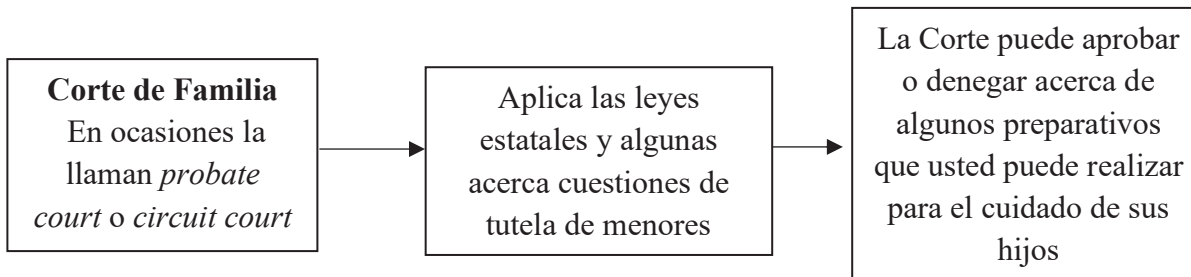 Corte de Familia
En ocasiones la
llaman probate
court o circuit court
Aplica las leyes
estatales y algunas
acerca cuestiones de
tutela de menores
La Corte puede aprobar
o denegar acerca de
algunos preparativos
que usted puede realizar
para el cuidado de sus
hijos